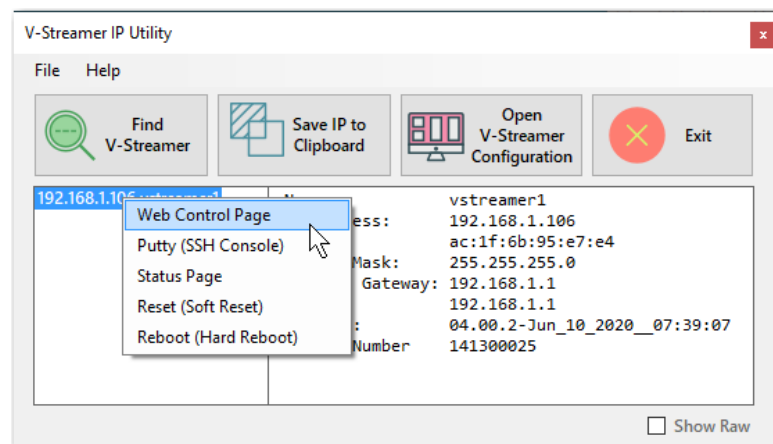 V-Streamer IP Utility
x
File Help
Find
V-Streamer
Save IP to
Clipboard
Open
V-Streamer
Configuration
Exit
192.168.1.106
vstreamer1
Web Control Page
Putty (SSH Console)
Status Page
Reset (Soft Reset)
Reboot (Hard Reboot)
vstreamer1
ess: 192.168.1.106
ac:1f:6b:95:e7:e4
Mask: 255.255.255.0
Gateway: 192.168.1.1
192.168.1.1
: 04.00.2-Jun_10_2020__07:39:07
Number 141300025
Show Raw